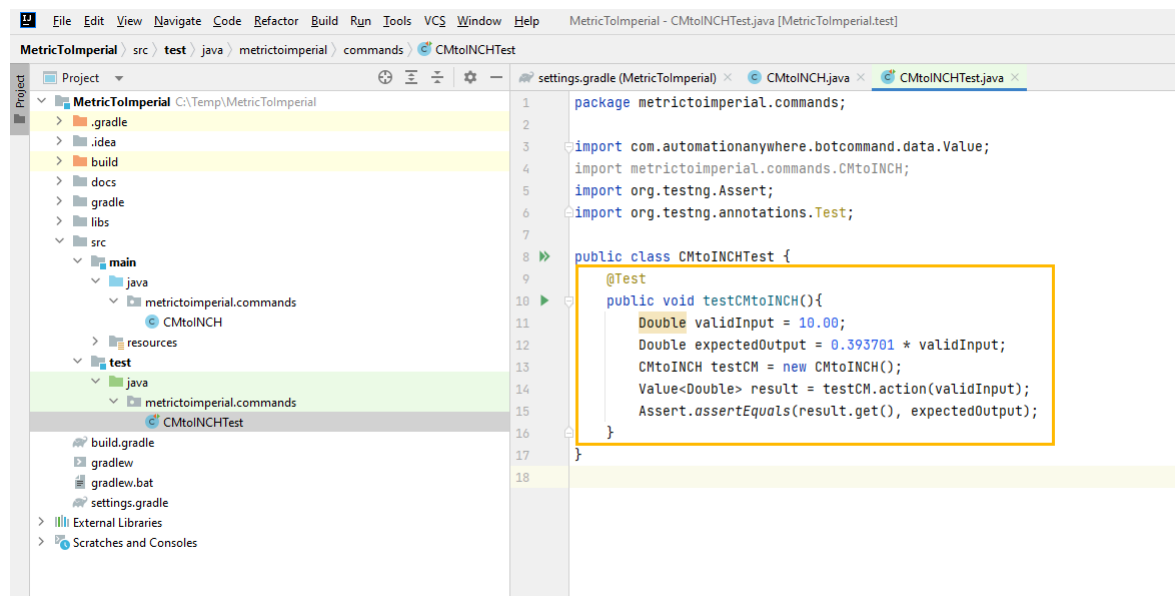 File Edit View Navigate Code Refactor Build Run Tools VCS Window Help MetricToImperial - CMtoINCHTest.java [MetricToImperial.test]
MetricToImperial src test java metrictoimperial commands CMtoINCHTest
Project
Project
settings.gradle (MetricToImperial) CMtoINCH.java CMtoINCHTest.java
MetricToImperial C:\Temp\MetricToImperial
.gradle
.idea
build
docs
gradle
libs
src
main
java
metrictoimperial.commands
CMtoINCH
resources
test
java
metrictoimperial.commands
CMtoINCHTest
build.gradle
gradlew
gradlew.bat
settings.gradle
External Libraries
Scratches and Consoles
1 package metrictoimperial.commands;
2
3 import com.automationanywhere.botcommand.data.Value;
4 import metrictoimperial.commands.CMtoINCH;
5 import org.testng.Assert;
6 import org.testng.annotations.Test;
7
8 public class CMtoINCHTest {
9 @Test
10 public void testCMtoINCH(){
11 Double validInput = 10.00;
12 Double expectedOutput = 0.393701 * validInput;
13 CMtoINCH testCM = new CMtoINCH();
14 Value<Double> result = testCM.action(validInput);
15 Assert.assertEquals(result.get(), expectedOutput);
16 }
17 }
18